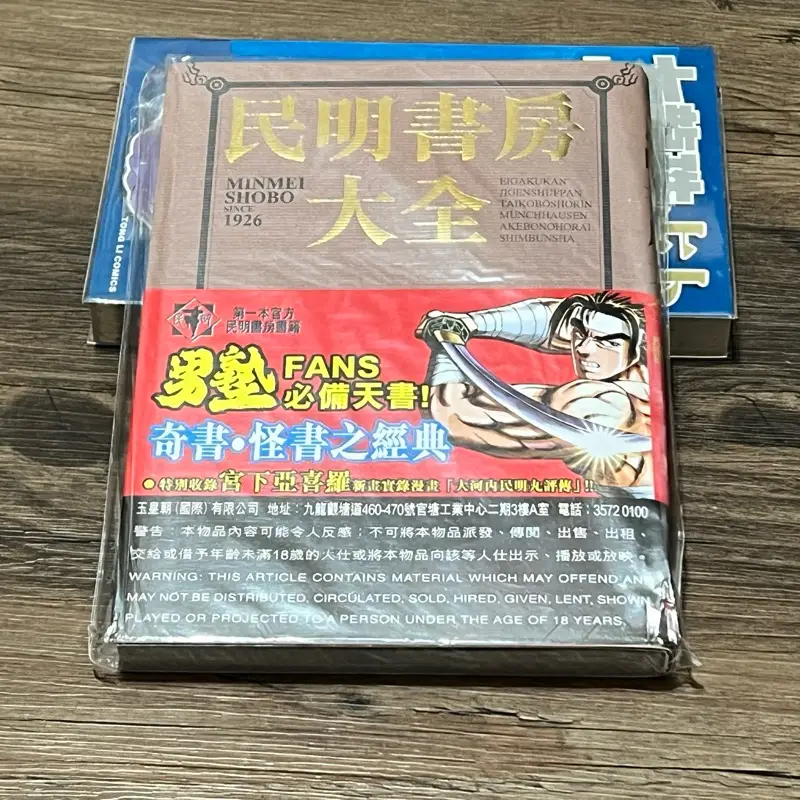 民明書房
大全
MINMEI
SHOBO
SINCE
1926
EIGAKUKAN
JIGENSHUPPAN
TAIKOBOSHORIN
MUNCHHAUSEN
AKEBONOHORAI
SHIMBUNSHA
第一本官方
民明書房書籍
男塾 FANS
必備天書!
奇書·怪書之經典
●特別收錄 宮下亞喜羅 新畫實錄漫畫「大河內民明丸評傳」!!
玉皇朝(國際)有限公司 地址:九龍觀塘道460-470號官塘工業中心二期3樓A室 電話:3572 0100
警告:本物品內容可能令人反感;不可將本物品派發、傳閱、出售、出租、
交給或借予年齡未滿18歲的人仕或將本物品向該等人仕出示、播放或放映。
WARNING: THIS ARTICLE CONTAINS MATERIAL WHICH MAY OFFEND AND
MAY NOT BE DISTRIBUTED, CIRCULATED, SOLD, HIRED, GIVEN, LENT, SHOWN
PLAYED OR PROJECTED TO A PERSON UNDER THE AGE OF 18 YEARS.
TONG LI COMICS